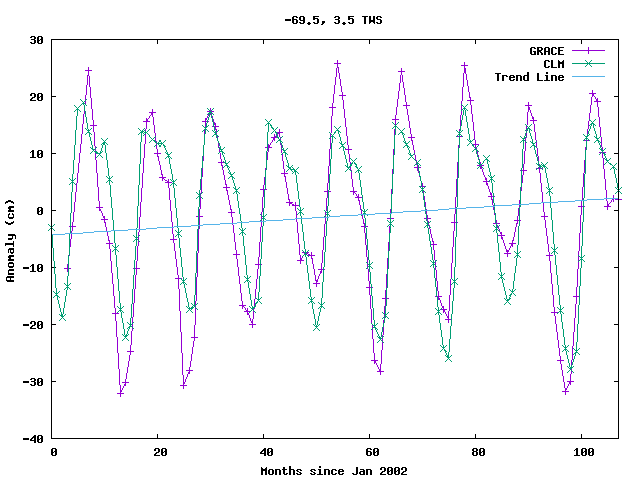 -69.5, 3.5 TWS
GRACE
CLM
Trend Line
30
20
10
0
-10
-20
-30
-40
Anomaly (cm)
0 20 40 60 80 100
Months since Jan 2002